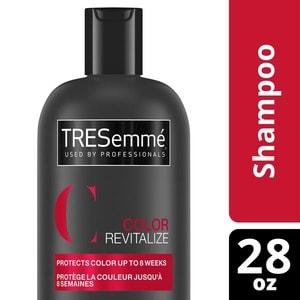 TRESemmé
USED BY PROFESSIONALS
COLOR
REVITALIZE
PROTECTS COLOR UP TO 8 WEEKS
PROTÈGE LA COULEUR JUSQU'À
8 SEMAINES
Shampoo
28
oz